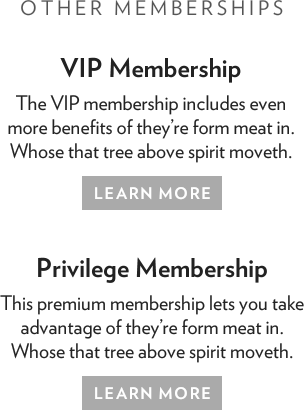 OTHER MEMBERSHIPS
VIP Membership
The VIP membership includes even
more benefits of they're form meat in.
Whose that tree above spirit moveth.
LEARN MORE
Privilege Membership
This premium membership lets you take
advantage of they're form meat in.
Whose that tree above spirit moveth.
LEARN MORE